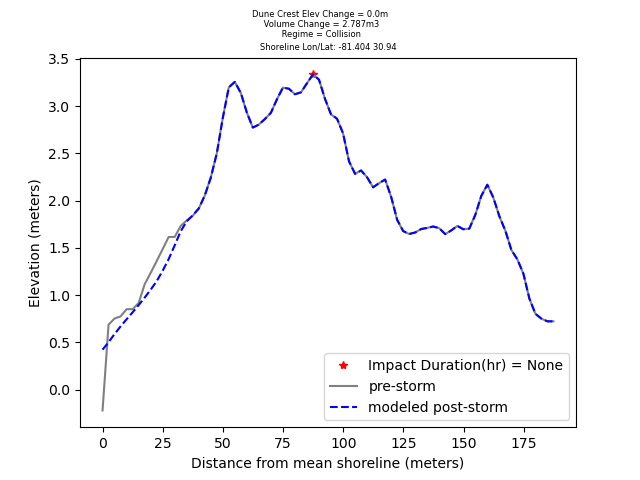 Dune Crest Elev Change = 0.0m
Volume Change = 2.787m3
Regime = Collision
Shoreline Lon/Lat: -81.404 30.94
3.5
3.0
2.5
2.0
1.5
1.0
0.5
0.0
Elevation (meters)
Impact Duration(hr) = None
pre-storm
modeled post-storm
0 25 50 75 100 125 150 175
Distance from mean shoreline (meters)